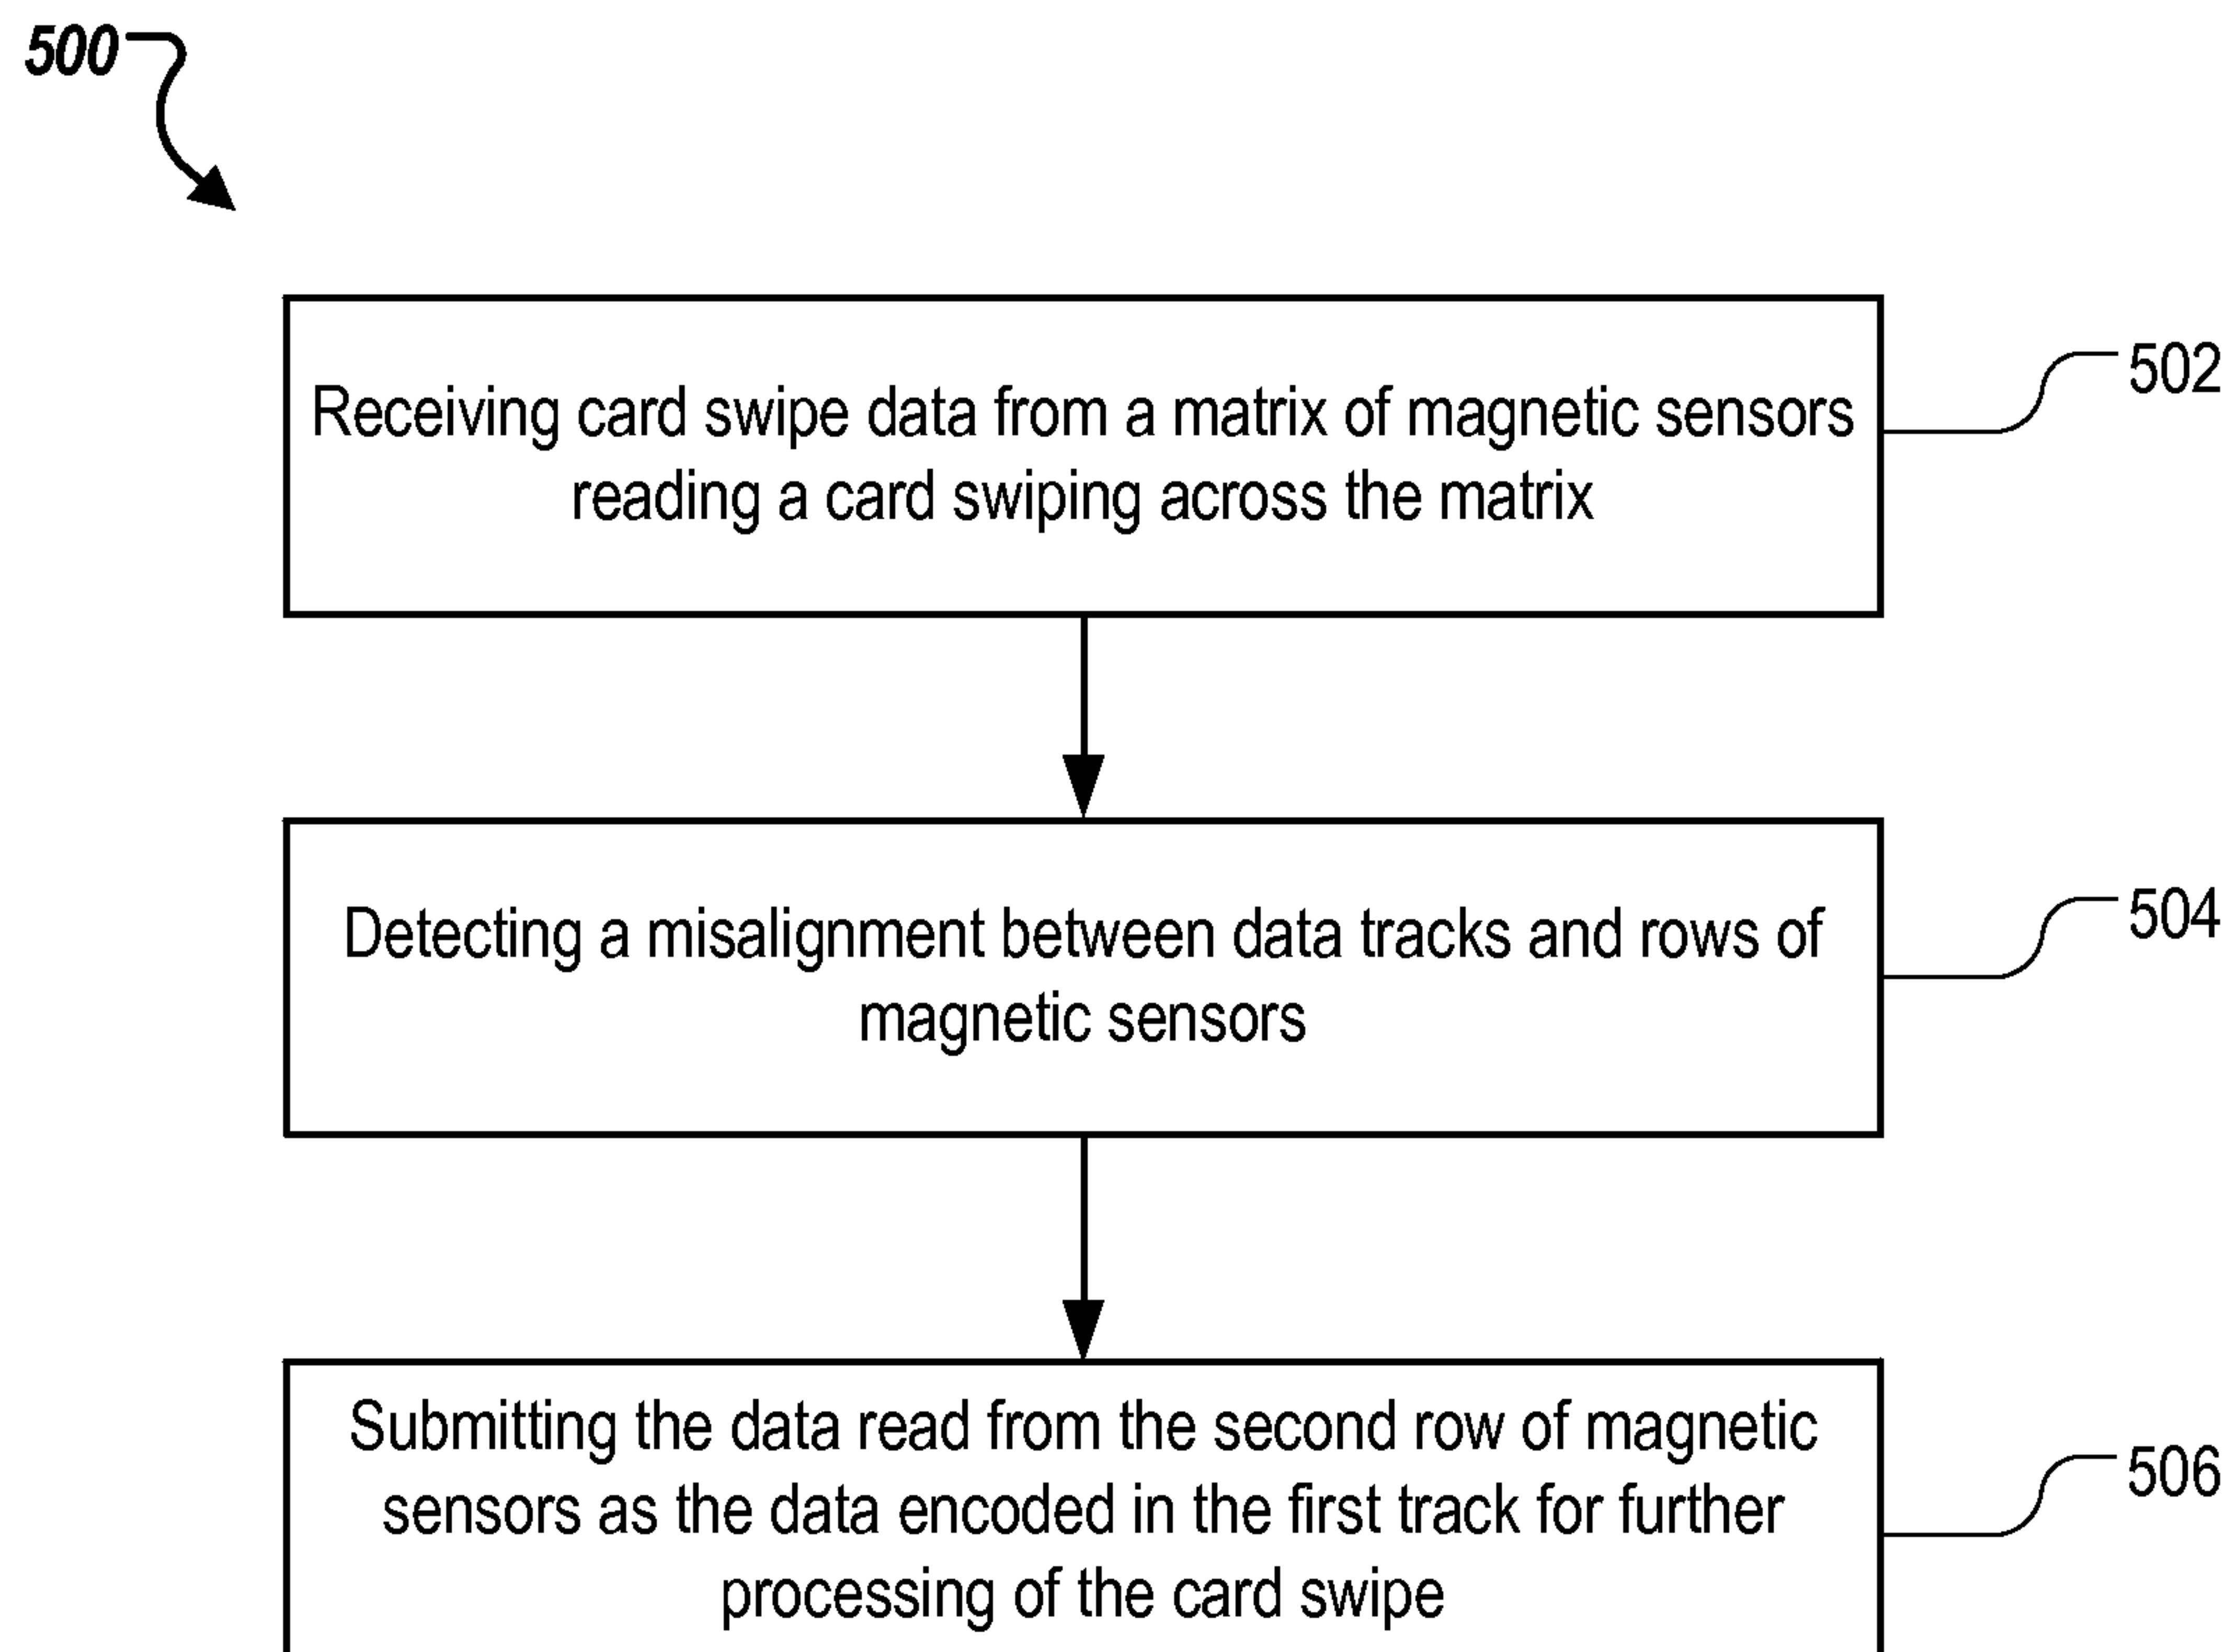 500
Receiving card swipe data from a matrix of magnetic sensors
reading a card swiping across the matrix
502
Detecting a misalignment between data tracks and rows of
magnetic sensors
504
Submitting the data read from the second row of magnetic
sensors as the data encoded in the first track for further
processing of the card swipe
506